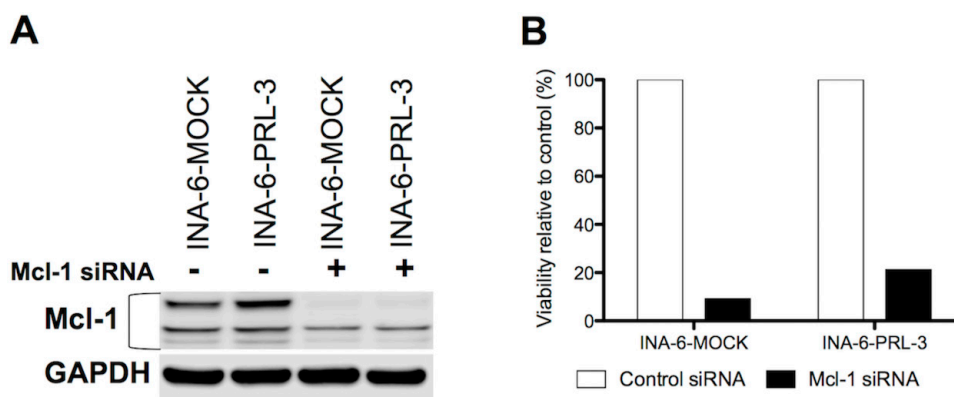 A
INA-6-MOCK
INA-6-PRL-3
INA-6-MOCK
INA-6-PRL-3
Mcl-1 siRNA - - + +
Mcl-1
GAPDH
B
Viability relative to control (%)
100
80
60
40
20
0
INA-6-MOCK INA-6-PRL-3
Control siRNA Mcl-1 siRNA